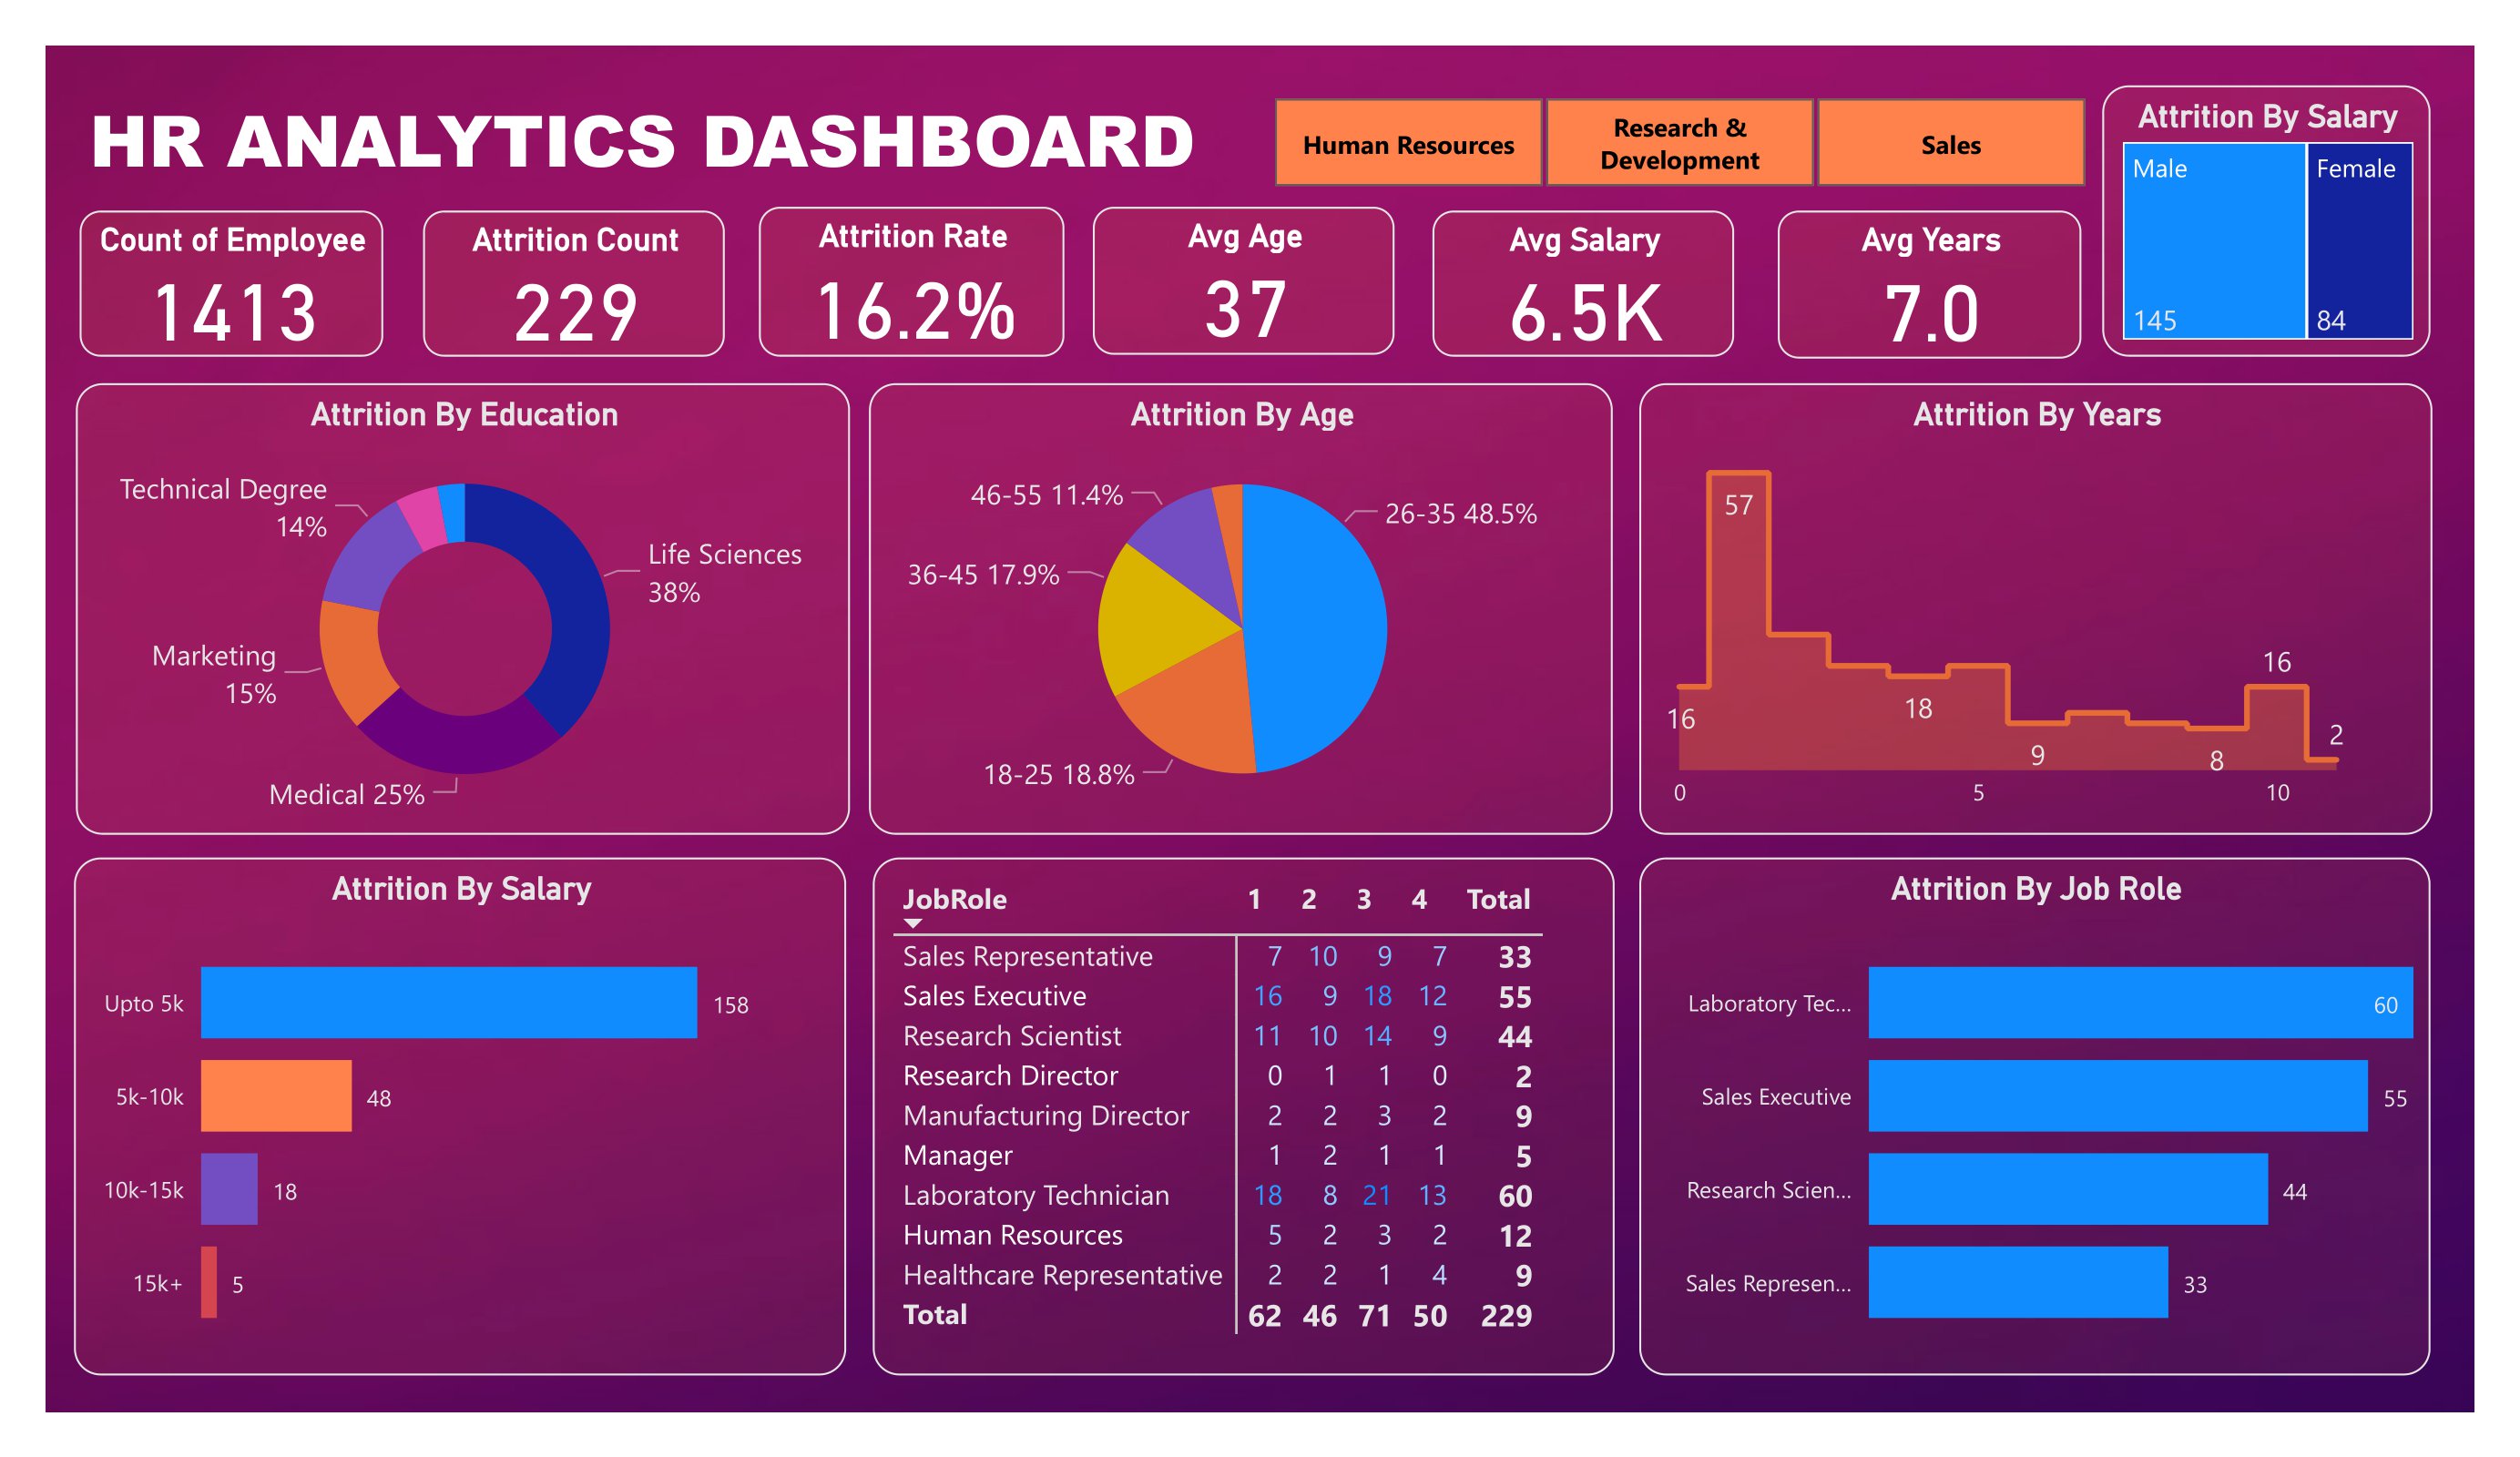 HR ANALYTICS DASHBOARD
Human Resources
Research &
Development
Sales
Attrition By Salary
Male
Female
145
84
Count of Employee
1413
Attrition Count
229
Attrition Rate
16.2%
Avg Age
37
Avg Salary
6.5K
Avg Years
7.0
Attrition By Education
Technical Degree
14%
Life Sciences
38%
Marketing
15%
Medical 25%
Attrition By Age
46-55 11.4%
26-35 48.5%
36-45 17.9%
18-25 18.8%
Attrition By Years
57
16
16
18
2
9
8
0 5 10
Attrition By Salary
Upto 5k 158
5k-10k 48
10k-15k 18
15k+ 5
JobRole 1 2 3 4 Total
Sales Representative 7 10 9 7 33
Sales Executive 16 9 18 12 55
Research Scientist 11 10 14 9 44
Research Director 0 1 1 0 2
Manufacturing Director 2 2 3 2 9
Manager 1 2 1 1 5
Laboratory Technician 18 8 21 13 60
Human Resources 5 2 3 2 12
Healthcare Representative 2 2 1 4 9
Total 62 46 71 50 229
Attrition By Job Role
Laboratory Tec... 60
Sales Executive 55
Research Scien... 44
Sales Represen... 33